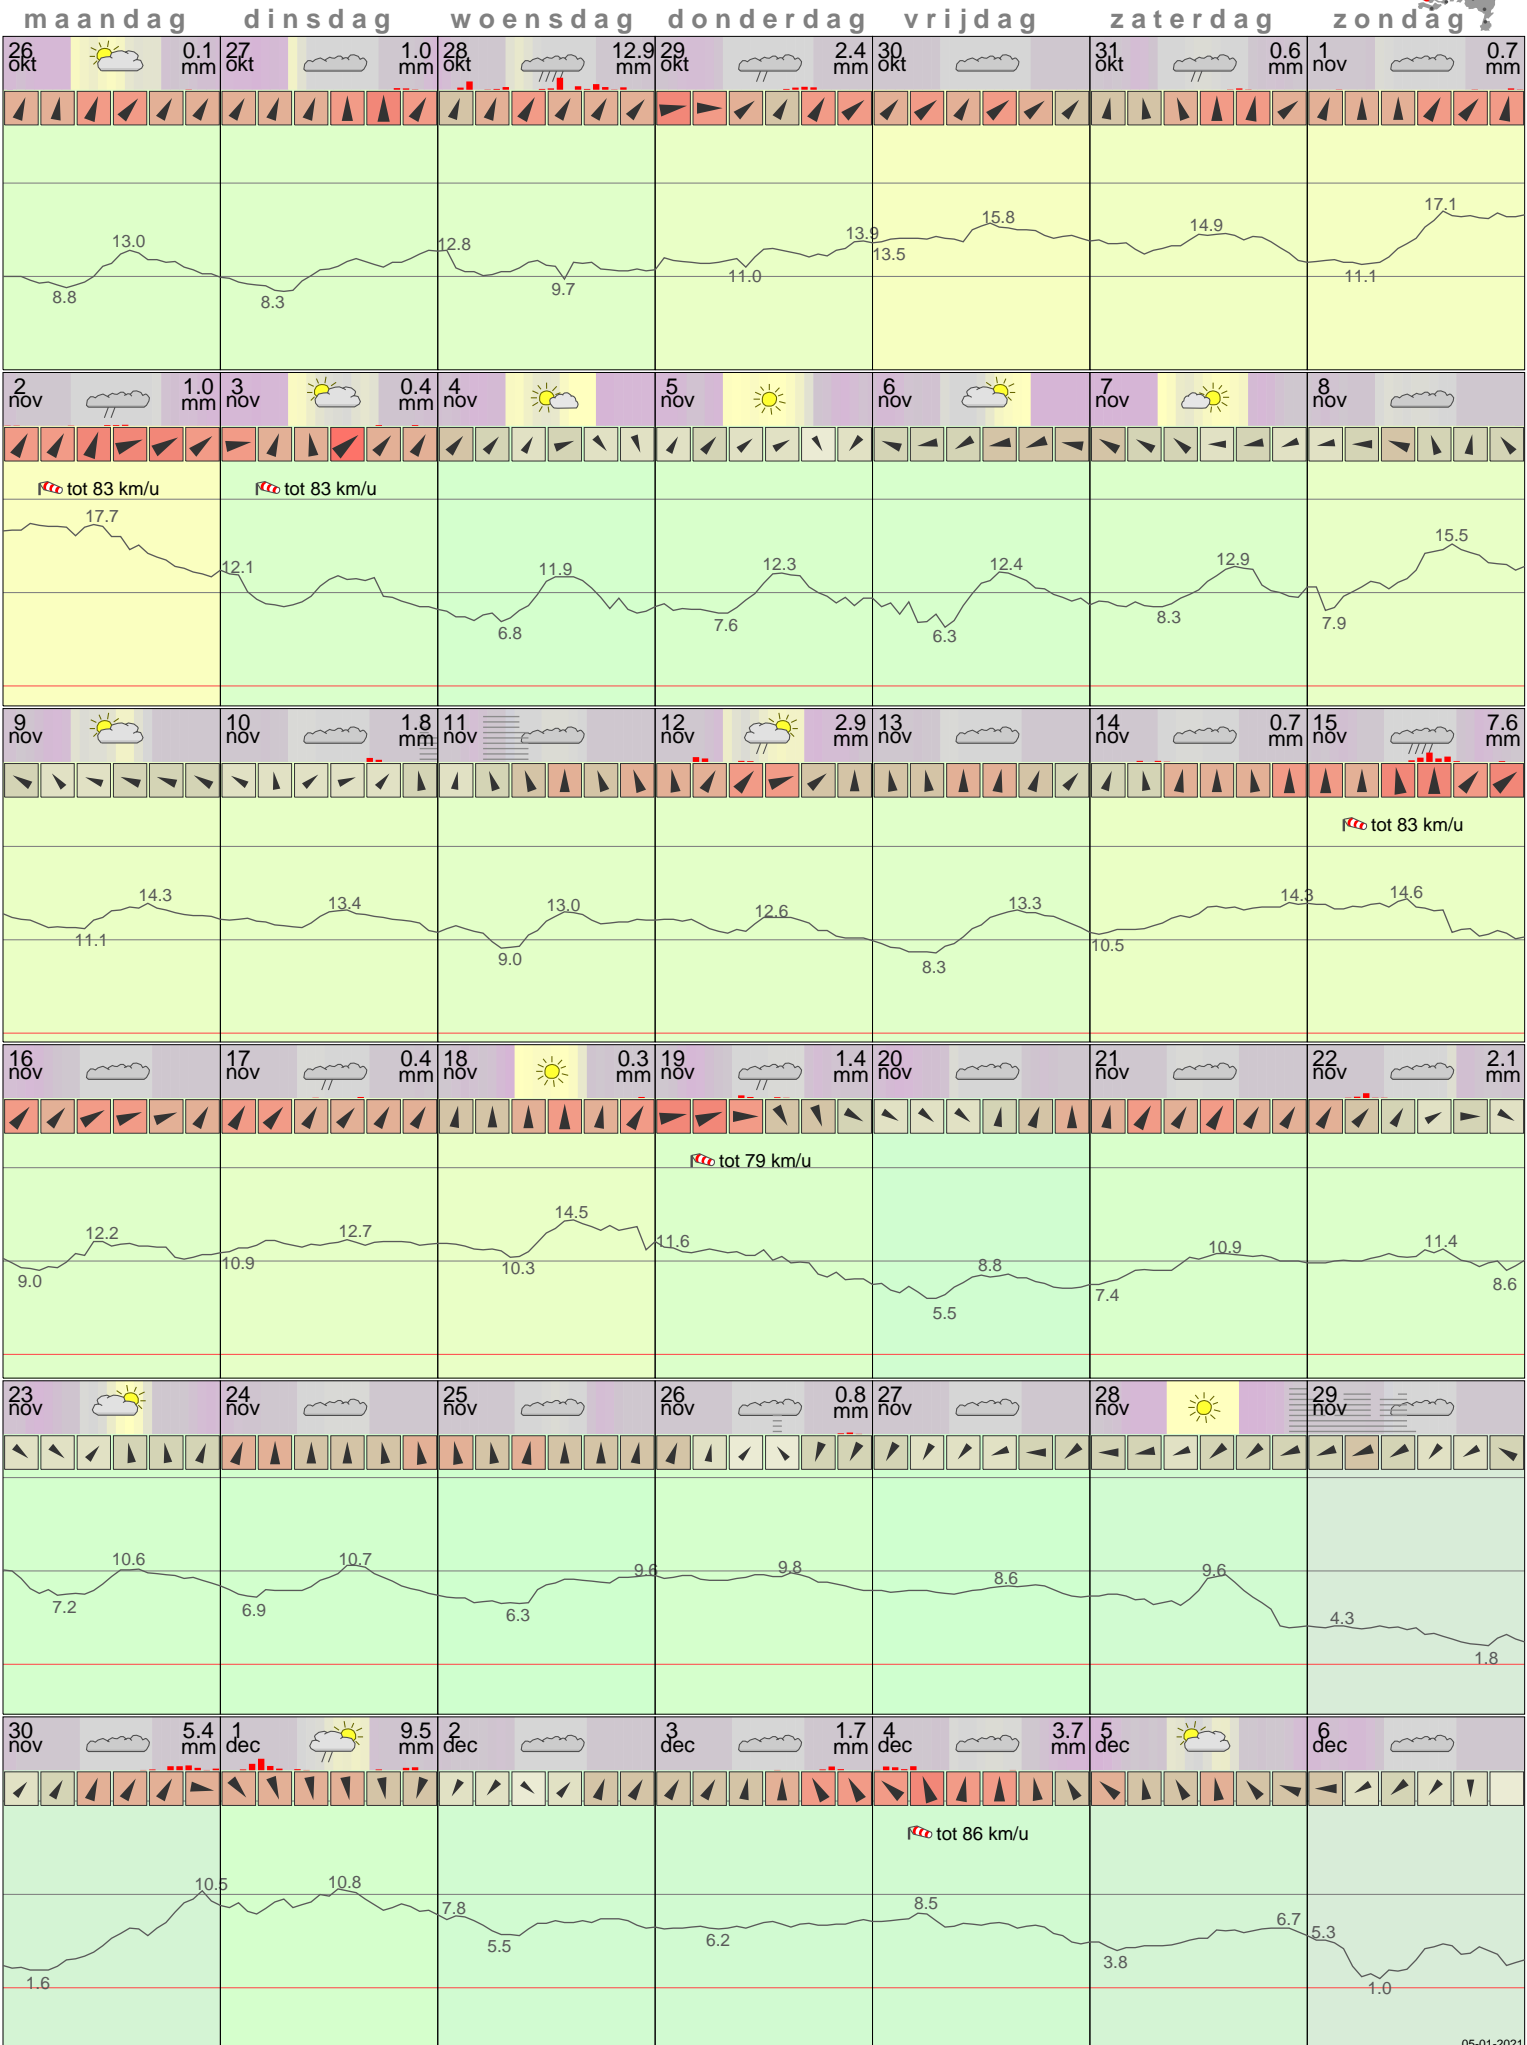 maandag dinsdag woensdag donderdag vrijdag zaterdag zondag
26 okt 0.1 mm 27 okt 1.0 mm 28 okt 12.9 mm 29 okt 2.4 mm 30 okt 31 okt 0.6 mm 1 nov 0.7 mm
13.0 8.8 8.3 12.8 9.7 11.0 13.9 13.5 15.8 14.9 11.1 17.1
2 nov 1.0 mm 3 nov 0.4 mm 4 nov 5 nov 6 nov 7 nov 8 nov
tot 83 km/u tot 83 km/u
17.7 12.1 6.8 11.9 7.6 12.3 6.3 12.4 8.3 12.9 7.9 15.5
9 nov 10 nov 1.8 mm 11 nov 12 nov 2.9 mm 13 nov 14 nov 0.7 mm 15 nov 7.6 mm
tot 83 km/u
11.1 14.3 13.4 9.0 13.0 12.6 8.3 13.3 10.5 14.3 14.6
16 nov 17 nov 0.4 mm 18 nov 0.3 mm 19 nov 1.4 mm 20 nov 21 nov 22 nov 2.1 mm
tot 79 km/u
9.0 12.2 10.9 12.7 10.3 14.5 11.6 5.5 8.8 7.4 10.9 11.4 8.6
23 nov 24 nov 25 nov 26 nov 0.8 mm 27 nov 28 nov 29 nov
7.2 10.6 6.9 10.7 6.3 9.6 9.8 8.6 9.6 4.3 1.8
30 nov 5.4 mm 1 dec 9.5 mm 2 dec 3 dec 1.7 mm 4 dec 3.7 mm 5 dec 6 dec
tot 86 km/u
1.6 10.5 10.8 7.8 5.5 6.2 8.5 3.8 6.7 5.3 1.0
05-01-2021